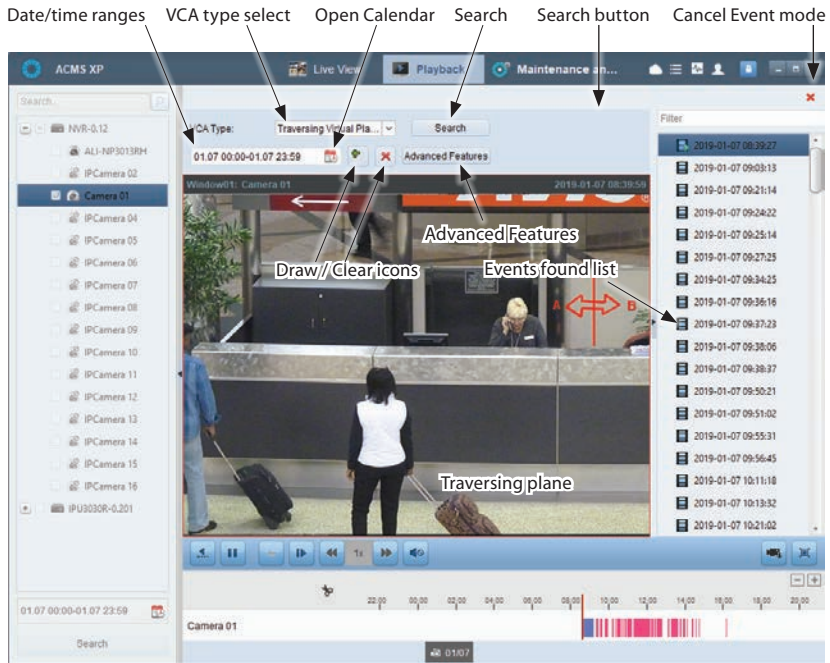 Date/time ranges VCA type select Open Calendar Search Search button Cancel Event mode
ACMS XP Live View Playback Maintenance an...
Search...
NVR-0.12
ALI-NP3013RH
IPCamera 02
Camera 01
IPCamera 04
IPCamera 05
IPCamera 06
IPCamera 07
IPCamera 08
IPCamera 09
IPCamera 10
IPCamera 11
IPCamera 12
IPCamera 13
IPCamera 14
IPCamera 15
IPCamera 16
IPU3030R-0.201
01.07 00:00-01.07 23:59
Search
VCA Type: Traversing Virtual Pla... Search
01.07 00:00-01.07 23:59 Advanced Features
Window01: Camera 01 2019-01-07 08:39:59
Advanced Features
Draw / Clear icons
Events found list
A B
Traversing plane
Filter
2019-01-07 08:39:27
2019-01-07 09:03:13
2019-01-07 09:21:14
2019-01-07 09:24:22
2019-01-07 09:25:14
2019-01-07 09:27:25
2019-01-07 09:34:25
2019-01-07 09:36:16
2019-01-07 09:37:23
2019-01-07 09:38:06
2019-01-07 09:38:37
2019-01-07 09:50:21
2019-01-07 09:51:02
2019-01-07 09:55:31
2019-01-07 09:56:45
2019-01-07 10:11:18
2019-01-07 10:13:32
2019-01-07 10:21:02
1x
22:00 00:00 02:00 04:00 06:00 08:00 10:00 12:00 14:00 16:00 18:00 20:00
Camera 01
01/07